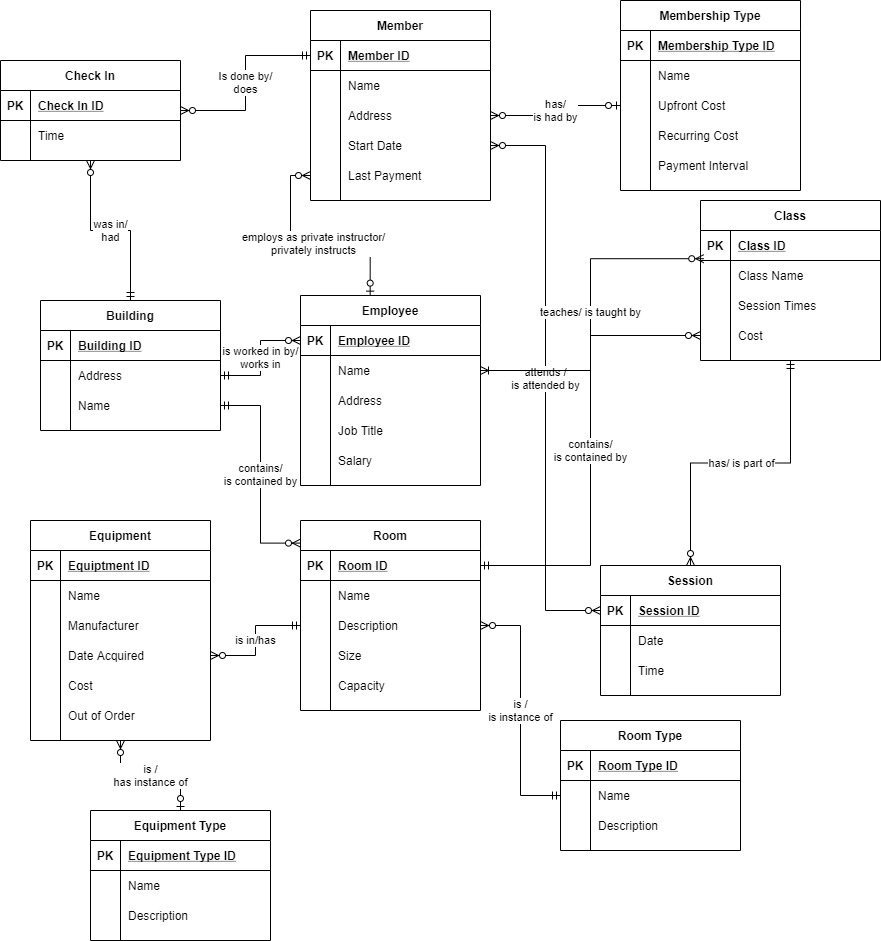 Membership Type
PK Membership Type ID
Name
Upfront Cost
Recurring Cost
Payment Interval
Member
PK Member ID
Name
Address
Start Date
Last Payment
Check In
PK Check In ID
Time
Is done by/
does
has/
is had by
Class
PK Class ID
Class Name
Session Times
Cost
was in/
had
employs as private instructor/
privately instructs
Building
PK Building ID
Address
Name
Employee
PK Employee ID
Name
Address
Job Title
Salary
teaches/ is taught by
is worked in by/
works in
attends /
is attended by
contains/
is contained by
contains/
is contained by
has/ is part of
Equipment
PK Equiptment ID
Name
Manufacturer
Date Acquired
Cost
Out of Order
Room
PK Room ID
Name
Description
Size
Capacity
Session
PK Session ID
Date
Time
is in/has
is /
is instance of
Room Type
PK Room Type ID
Name
Description
is /
has instance of
Equipment Type
PK Equipment Type ID
Name
Description